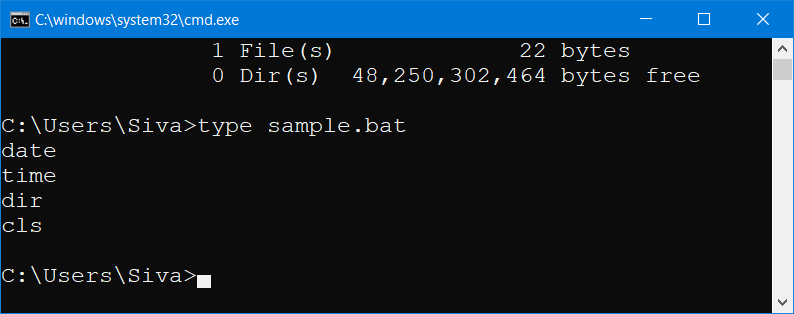 C:\windows\system32\cmd.exe
1 File(s) 22 bytes
0 Dir(s) 48,250,302,464 bytes free
C:\Users\Siva>type sample.bat
date
time
dir
cls
C:\Users\Siva>